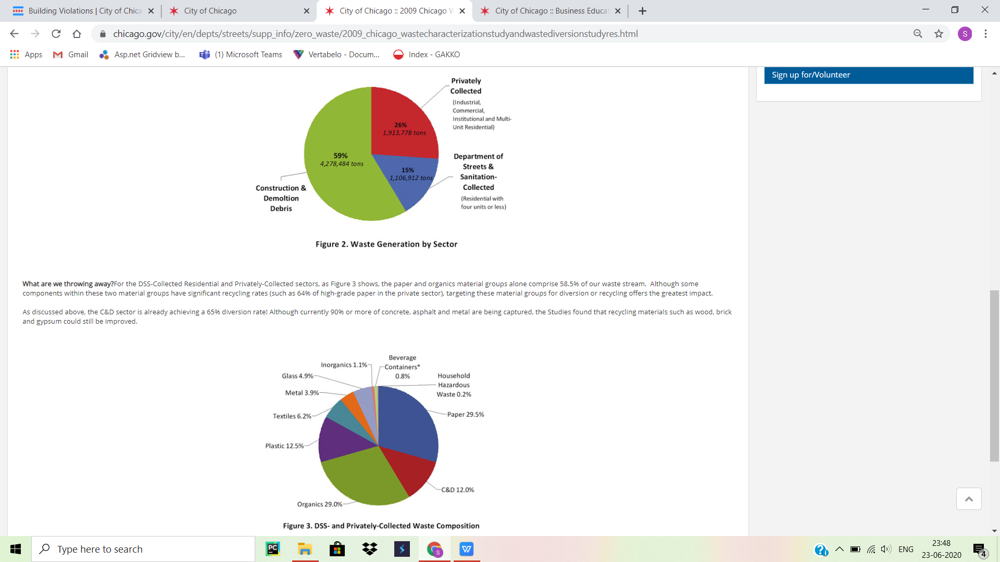 Building Violations | City of Chica
City of Chicago
City of Chicago :: 2009 Chicago W
City of Chicago :: Business Educat
chicago.gov/city/en/depts/streets/supp_info/zero_waste/2009_chicago_wastecharacterizationstudyandwastediversionstudyres.html
S
Apps
Gmail
Asp.net Gridview b...
(1) Microsoft Teams
Vertabelo - Docum...
Index - GAKKO
Sign up for/Volunteer
Privately
Collected
(Industrial,
Commercial,
Institutional and Multi-
Unit Residential)
26%
1,913,778 tons
59%
4,278,484 tons
15%
1,106,912 tons
Department of
Streets &
Sanitation-
Collected
(Residential with
four units or less)
Construction &
Demoltion
Debris
Figure 2. Waste Generation by Sector
What are we throwing away?For the DSS-Collected Residential and Privately-Collected sectors, as Figure 3 shows, the paper and organics material groups alone comprise 58.5% of our waste stream.  Although some
components within these two material groups have significant recycling rates (such as 64% of high-grade paper in the private sector), targeting these material groups for diversion or recycling offers the greatest impact.
As discussed above, the C&D sector is already achieving a 65% diversion rate! Although currently 90% or more of concrete, asphalt and metal are being captured, the Studies found that recycling materials such as wood, brick
and gypsum could still be improved.
Beverage
Containers*
0.8%
Inorganics 1.1%
Glass 4.9%
Household
Hazardous
Waste 0.2%
Metal 3.9%
Textiles 6.2%
Paper 29.5%
Plastic 12.5%
C&D 12.0%
Organics 29.0%
Figure 3. DSS- and Privately-Collected Waste Composition
Type here to search
PC
S
W
ENG
23:48
23-06-2020
4